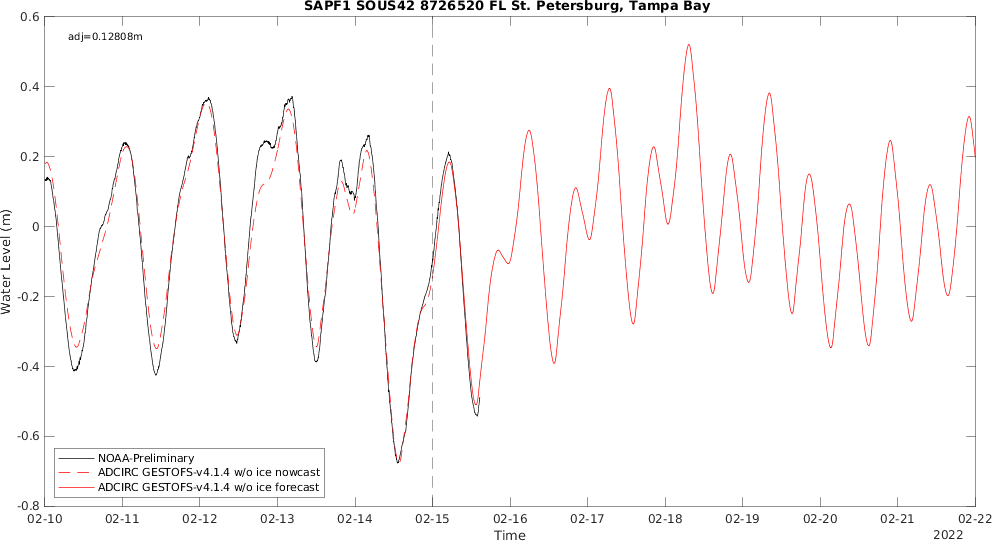 SAPF1 SOUS42 8726520 FL St. Petersburg, Tampa Bay
adj=0.12808m
0.6
0.4
0.2
0
-0.2
-0.4
-0.6
-0.8
Water Level (m)
NOAA-Preliminary
ADCIRC GESTOFS-v4.1.4 w/o ice nowcast
ADCIRC GESTOFS-v4.1.4 w/o ice forecast
02-10 02-11 02-12 02-13 02-14 02-15 02-16 02-17 02-18 02-19 02-20 02-21 02-22
Time
2022